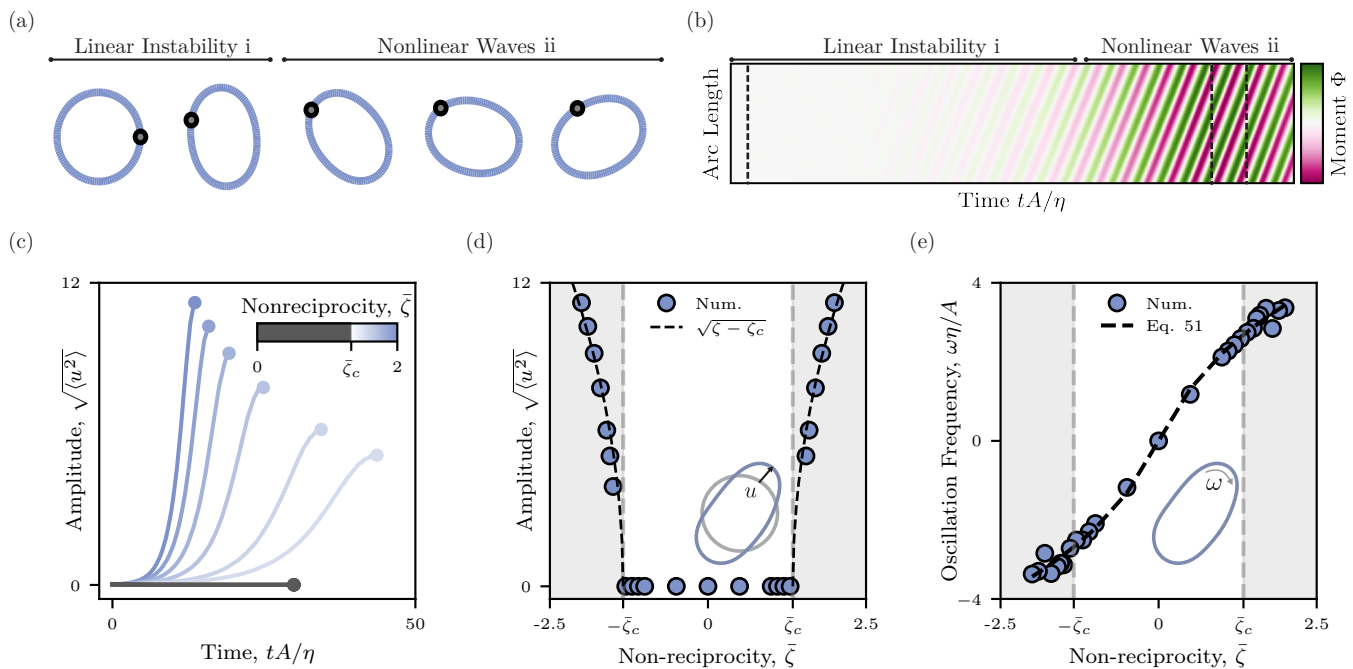 (a)
Linear Instability i
Nonlinear Waves ii
(b)
Linear Instability i
Nonlinear Waves ii
Arc Length
Time tA/η
Moment Φ
(c)
12
Nonreciprocity, ζ̄
0
ζ̄c
2
Amplitude, √⟨u²⟩
0
0
50
Time, tA/η
(d)
12
Num.
√ζ − ζc
Amplitude, √⟨u²⟩
u
0
-2.5
−ζ̄c
0
ζ̄c
2.5
Non-reciprocity, ζ̄
(e)
4
Num.
Eq. 51
Oscillation Frequency, ωη/A
0
ω
−4
-2.5
−ζ̄c
0
ζ̄c
2.5
Non-reciprocity, ζ̄